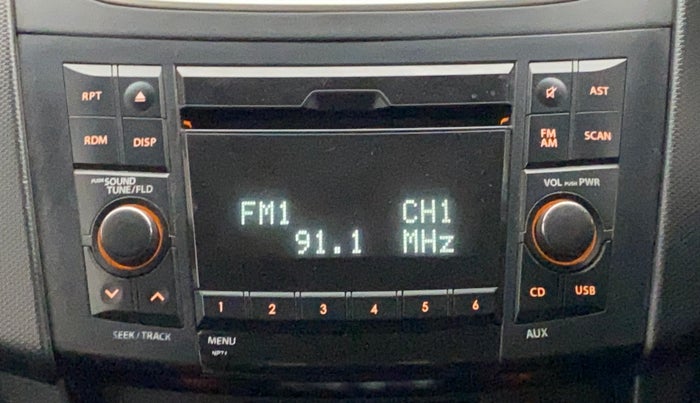 RPT
RDM
DISP
PUSH SOUND
TUNE/FLD
SEEK / TRACK
FM1 CH1
91.1 MHz
1 2 3 4 5 6
MENU
AST
FM
AM
SCAN
VOL PUSH PWR
CD
USB
AUX